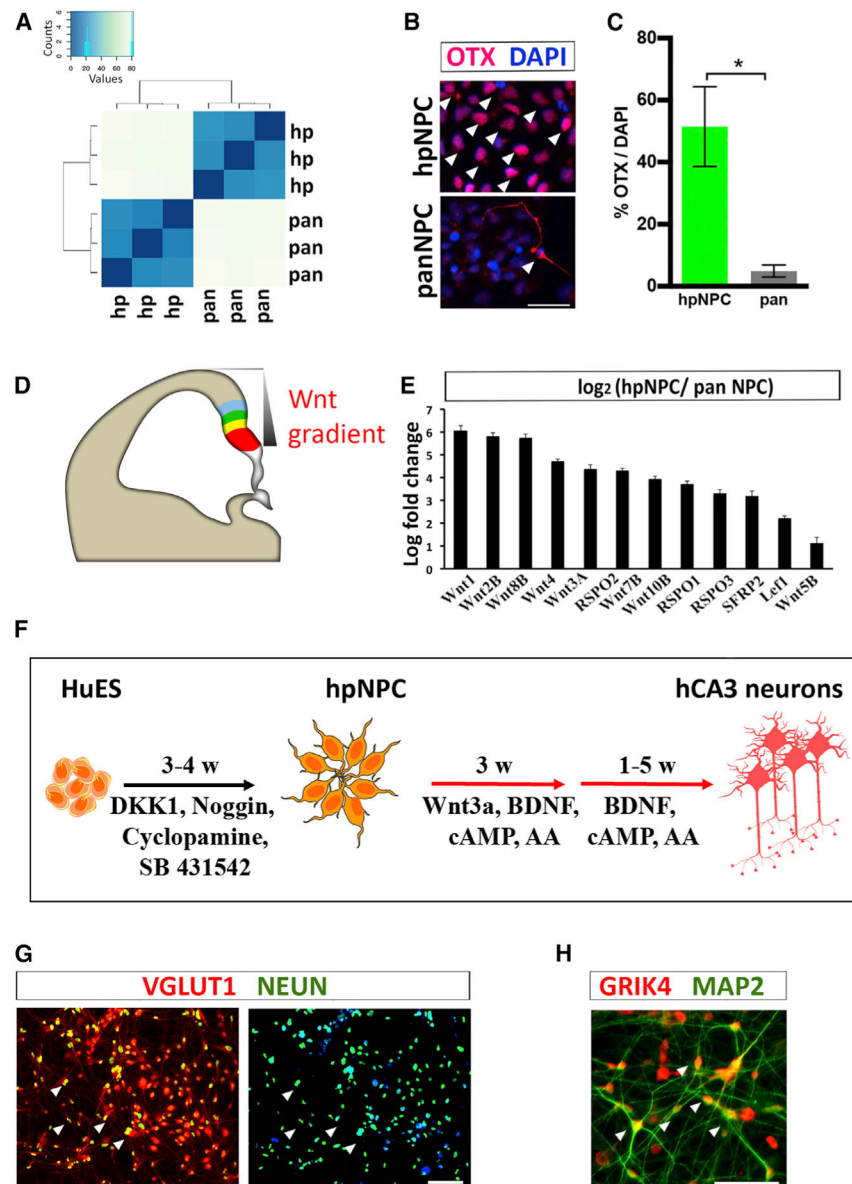 A
Counts
6
4
2
0
0 20 40 60 80
Values
hp
hp
hp
pan
pan
pan
hp
hp
hp
pan
pan
pan
B
OTX DAPI
hpNPC
panNPC
C
% OTX / DAPI
80
60
40
20
0
*
hpNPC
pan
D
Wnt
gradient
E
log2 (hpNPC/ pan NPC)
Log fold change
7
6
5
4
3
2
1
0
Wnt1
Wnt2B
Wnt8B
Wnt4
Wnt3A
RSPO2
Wnt7B
Wnt10B
RSPO1
RSPO3
SFRP2
Lef1
Wnt5B
F
HuES
hpNPC
hCA3 neurons
3-4 w
DKK1, Noggin,
Cyclopamine,
SB 431542
3 w
Wnt3a, BDNF,
cAMP, AA
1-5 w
BDNF,
cAMP, AA
G
VGLUT1 NEUN
H
GRIK4 MAP2